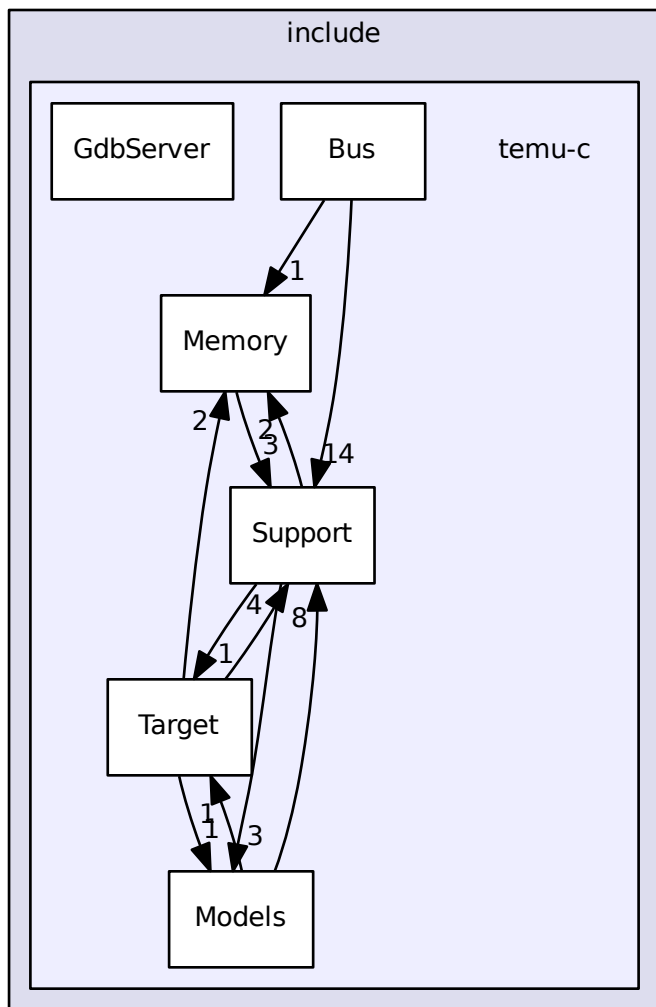 include
GdbServer
Bus
temu-c
1
Memory
2
2
3
14
Support
4
8
1
Target
1
1
3
Models